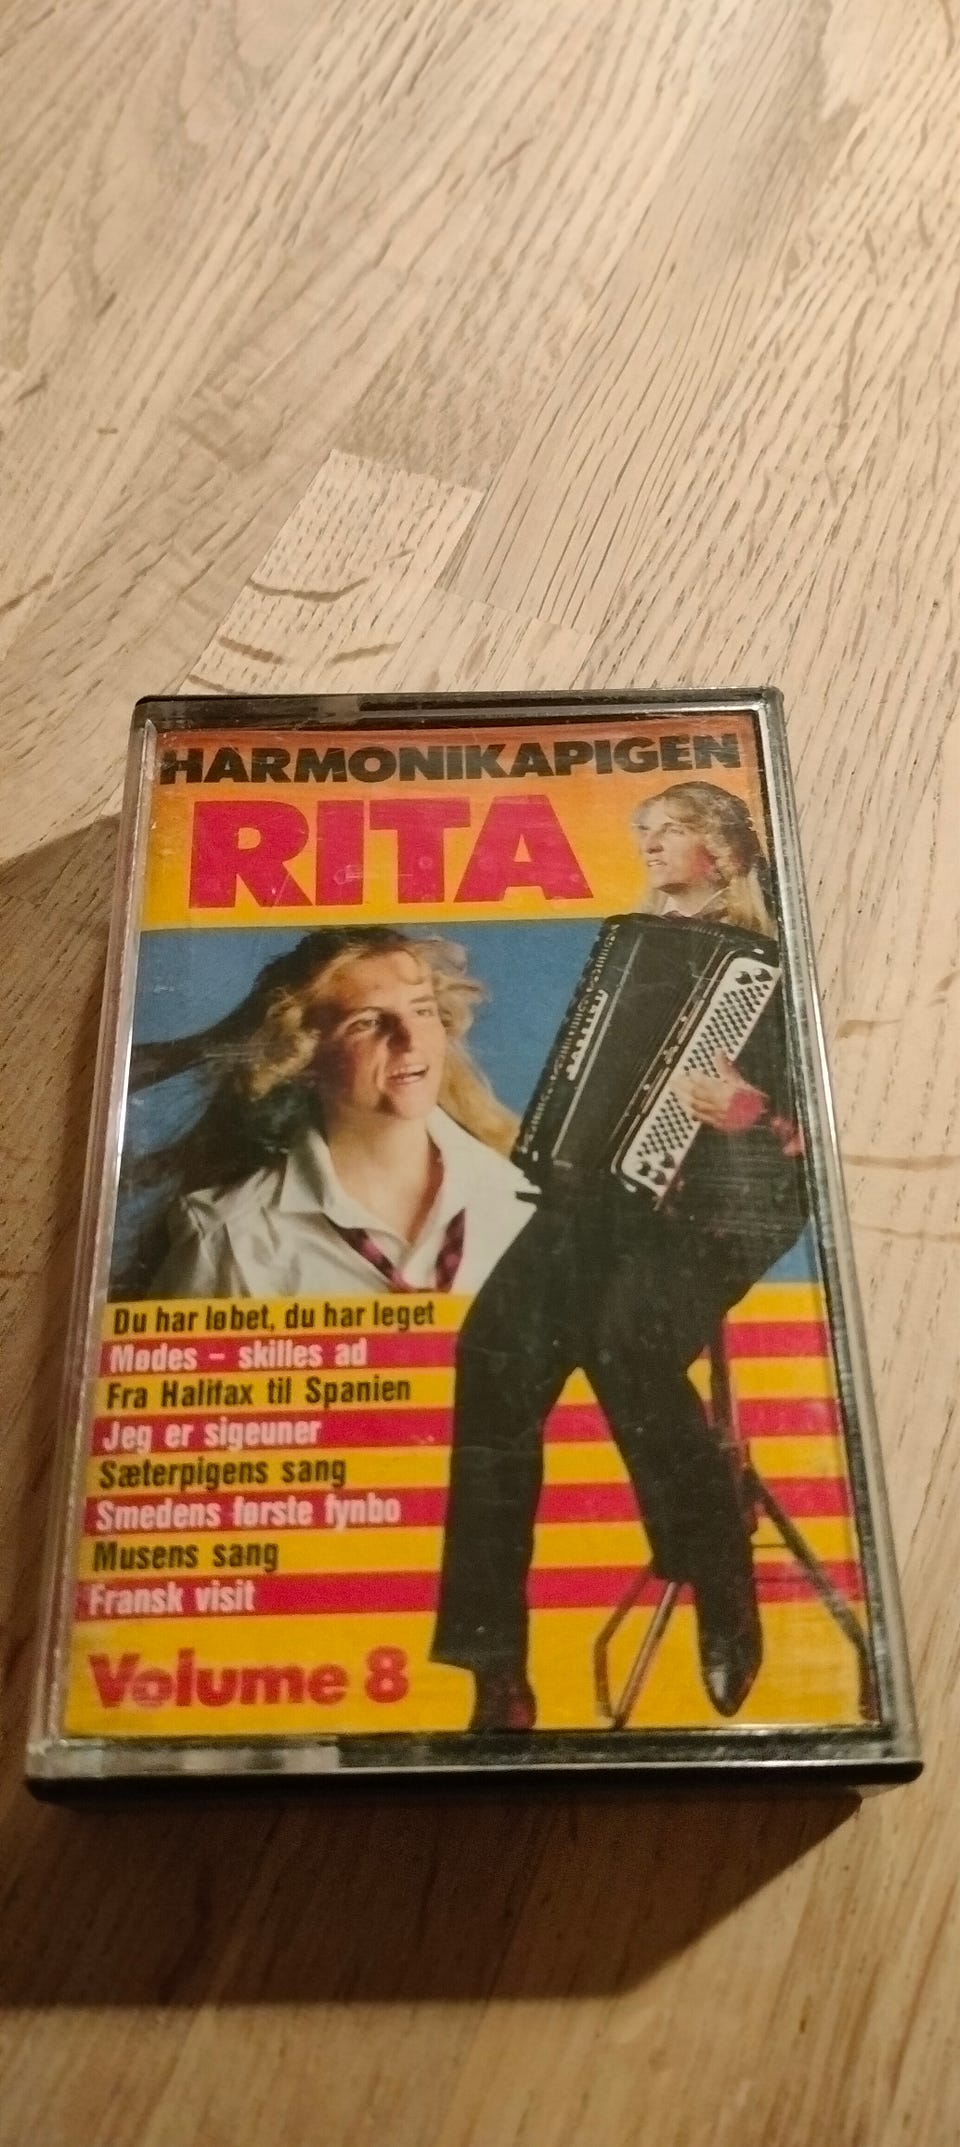 HARMONIKAPIGEN
RITA
Du har løbet, du har leget
Mødes - skilles ad
Fra Halifax til Spanien
Jeg er sigeuner
Sæterpigens sang
Smedens første fynbo
Musens sang
Fransk visit
Volume 8